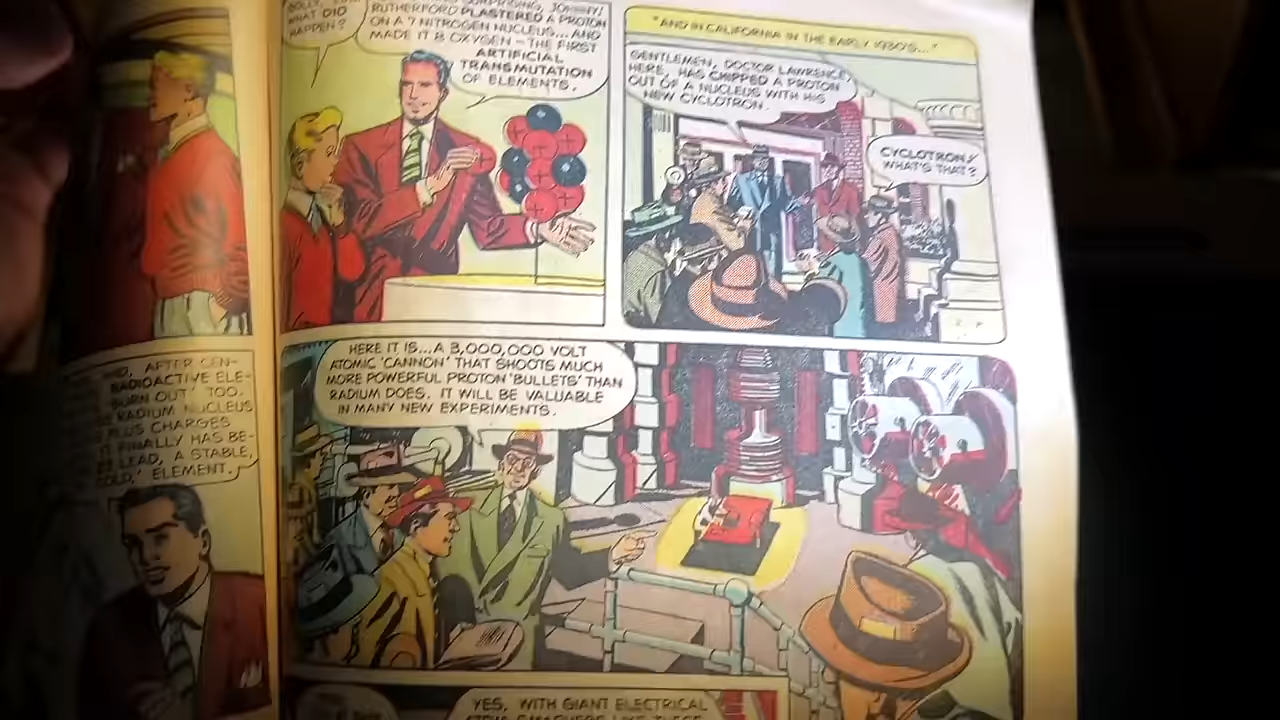 WHAT DID
HAPPEN?
SURPRISING, JOHNNY!
RUTHERFORD PLASTERED A PROTON
ON A 7 NITROGEN NUCLEUS... AND
MADE IT 8 OXYGEN - THE FIRST
ARTIFICIAL
TRANSMUTATION
OF ELEMENTS.
"AND IN CALIFORNIA IN THE EARLY 1930'S..."
GENTLEMEN, DOCTOR LAWRENCE,
HERE, HAS CHIPPED A PROTON
OUT OF A NUCLEUS WITH HIS
NEW CYCLOTRON.
CYCLOTRON?
WHAT'S THAT?
AFTER CEN-
RADIOACTIVE ELE-
BURN OUT' TOO.
RADIUM NUCLEUS
PLUS CHARGES
IT FINALLY HAS BE-
LEAD, A STABLE,
ELEMENT.
HERE IT IS... A 3,000,000 VOLT
ATOMIC 'CANNON' THAT SHOOTS MUCH
MORE POWERFUL PROTON 'BULLETS' THAN
RADIUM DOES. IT WILL BE VALUABLE
IN MANY NEW EXPERIMENTS.
YES, WITH GIANT ELECTRICAL